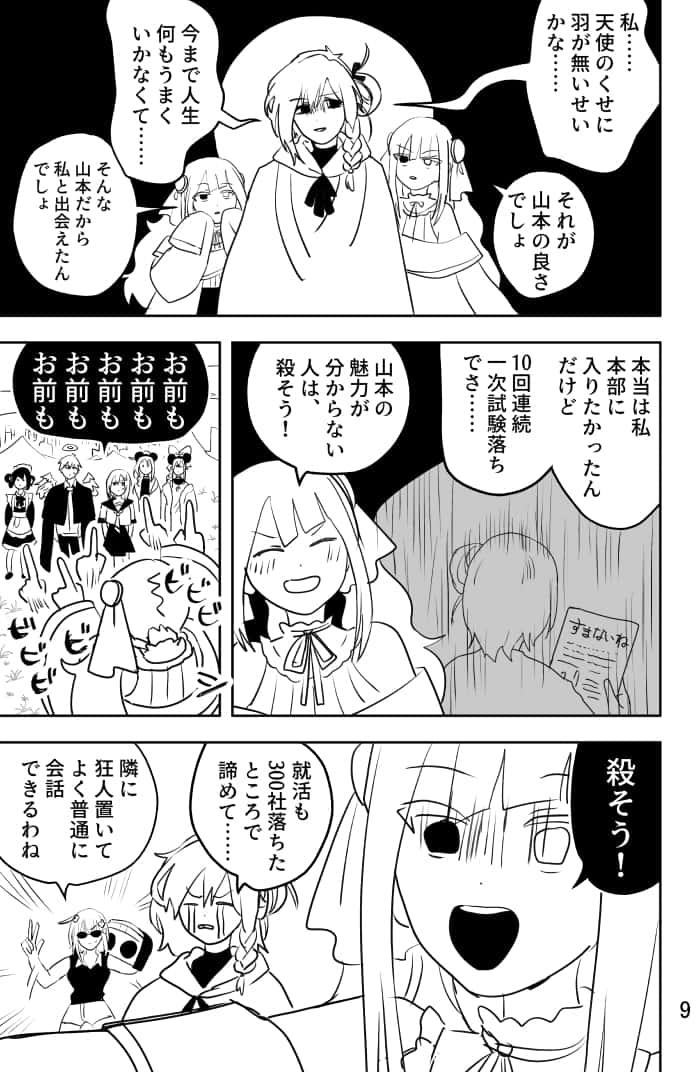 私……
天使のくせに
羽が無いせい
かな……
今まで人生
何もうまく
いかなくて……
それが
山本の良さ
でしょ
そんな
山本だから
私と出会えたん
でしょ
本当は私
本部に
入りたかったん
だけど
10回連続
一次試験落ち
でさ……
すまないね
山本の
魅力が
分からない
人は、
殺そう！
お前も
お前も
お前も
お前も
お前も
ビビビ
ビビビ
殺そう！
就活も
300社落ちた
ところで
諦めて……
隣に
狂人置いて
よく普通に
会話
できるわね
9